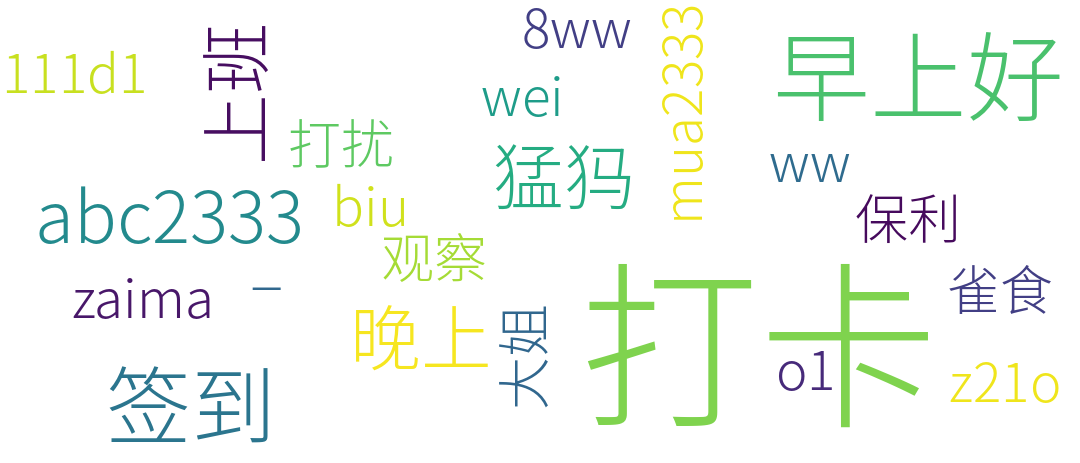 8ww
早上好
上班
111d1
mua2333
wei
打扰
猛犸
ww
abc2333
biu
保利
观察
zaima
一
雀食
打卡
晚上
大姐
o1
z21o
签到